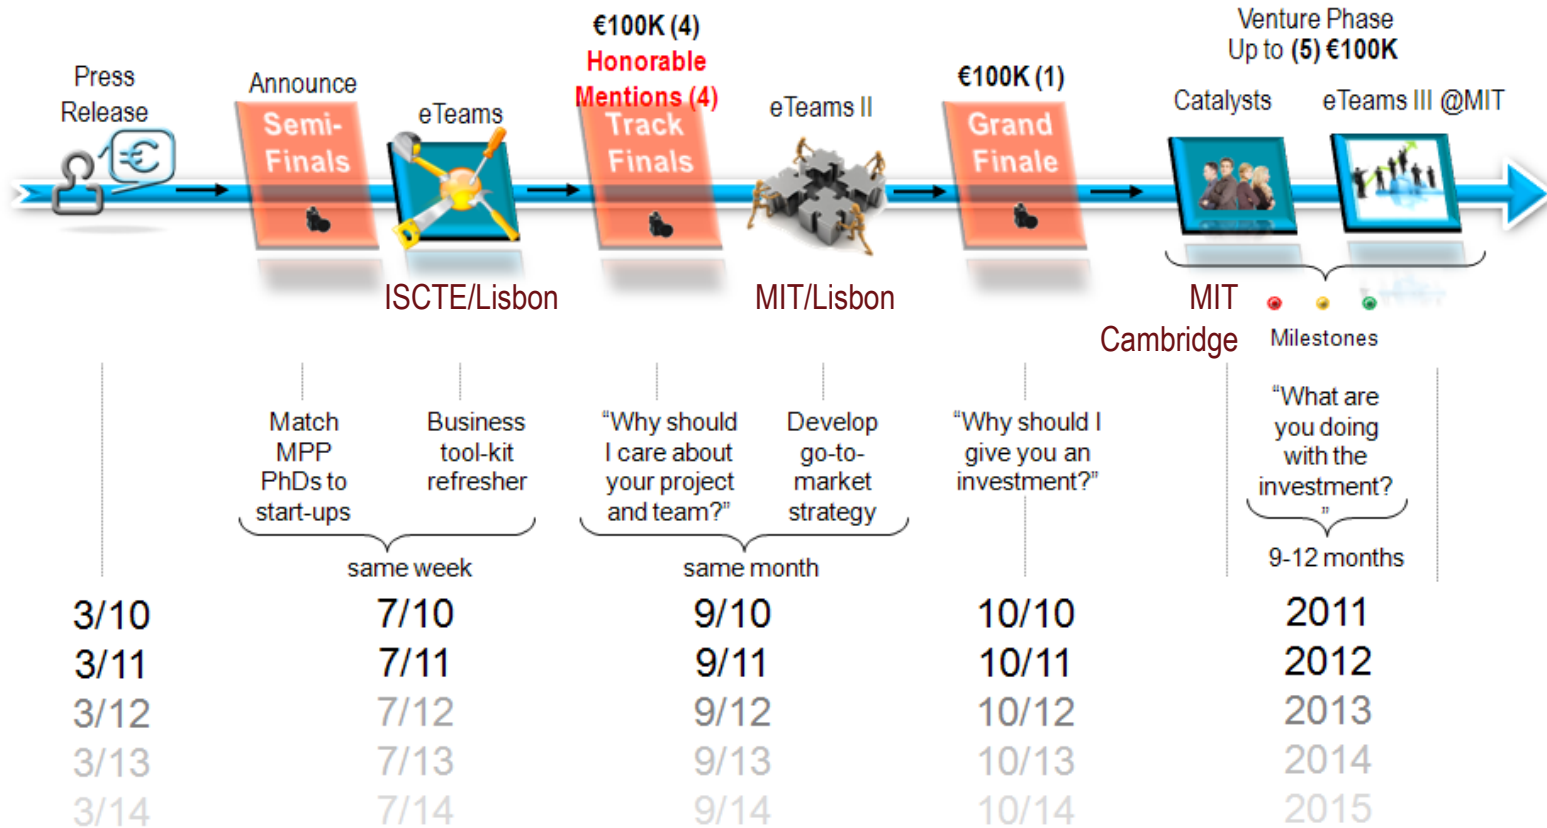 Press
Release
€
Announce
Semi-
Finals
eTeams
€100K (4)
Honorable
Mentions (4)
Track
Finals
eTeams II
€100K (1)
Grand
Finale
Venture Phase
Up to (5) €100K
Catalysts
eTeams III @MIT
ISCTE/Lisbon
MIT/Lisbon
MIT
Cambridge
Milestones
Match
MPP
PhDs to
start-ups
Business
tool-kit
refresher
same week
“Why should
I care about
your project
and team?”
Develop
go-to-
market
strategy
same month
“Why should I
give you an
investment?”
“What are
you doing
with the
investment?
”
9-12 months
3/10 7/10 9/10 10/10 2011
3/11 7/11 9/11 10/11 2012
3/12 7/12 9/12 10/12 2013
3/13 7/13 9/13 10/13 2014
3/14 7/14 9/14 10/14 2015